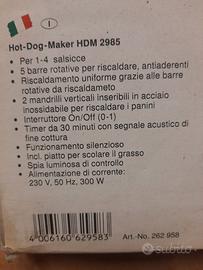 I
Hot-Dog-Maker HDM 2985
• Per 1-4 salsicce
• 5 barre rotative per riscaldare, antiaderenti
• Riscaldamento uniforme grazie alle barre
rotative da riscaldameto
• 2 mandrilli verticali inseribili in acciaio
inossidabile per riscaldare i panini
• Interruttore On/Off (0-1)
• Timer da 30 minuti con segnale acustico di
fine cottura
• Funzionamento silenzioso
• Incl. piatto per scolare il grasso
• Spia luminosa di controllo
• Alimentazione di corrente:
230 V, 50 Hz, 300 W
4 006160 629583
Art.-No. 262 958
subito